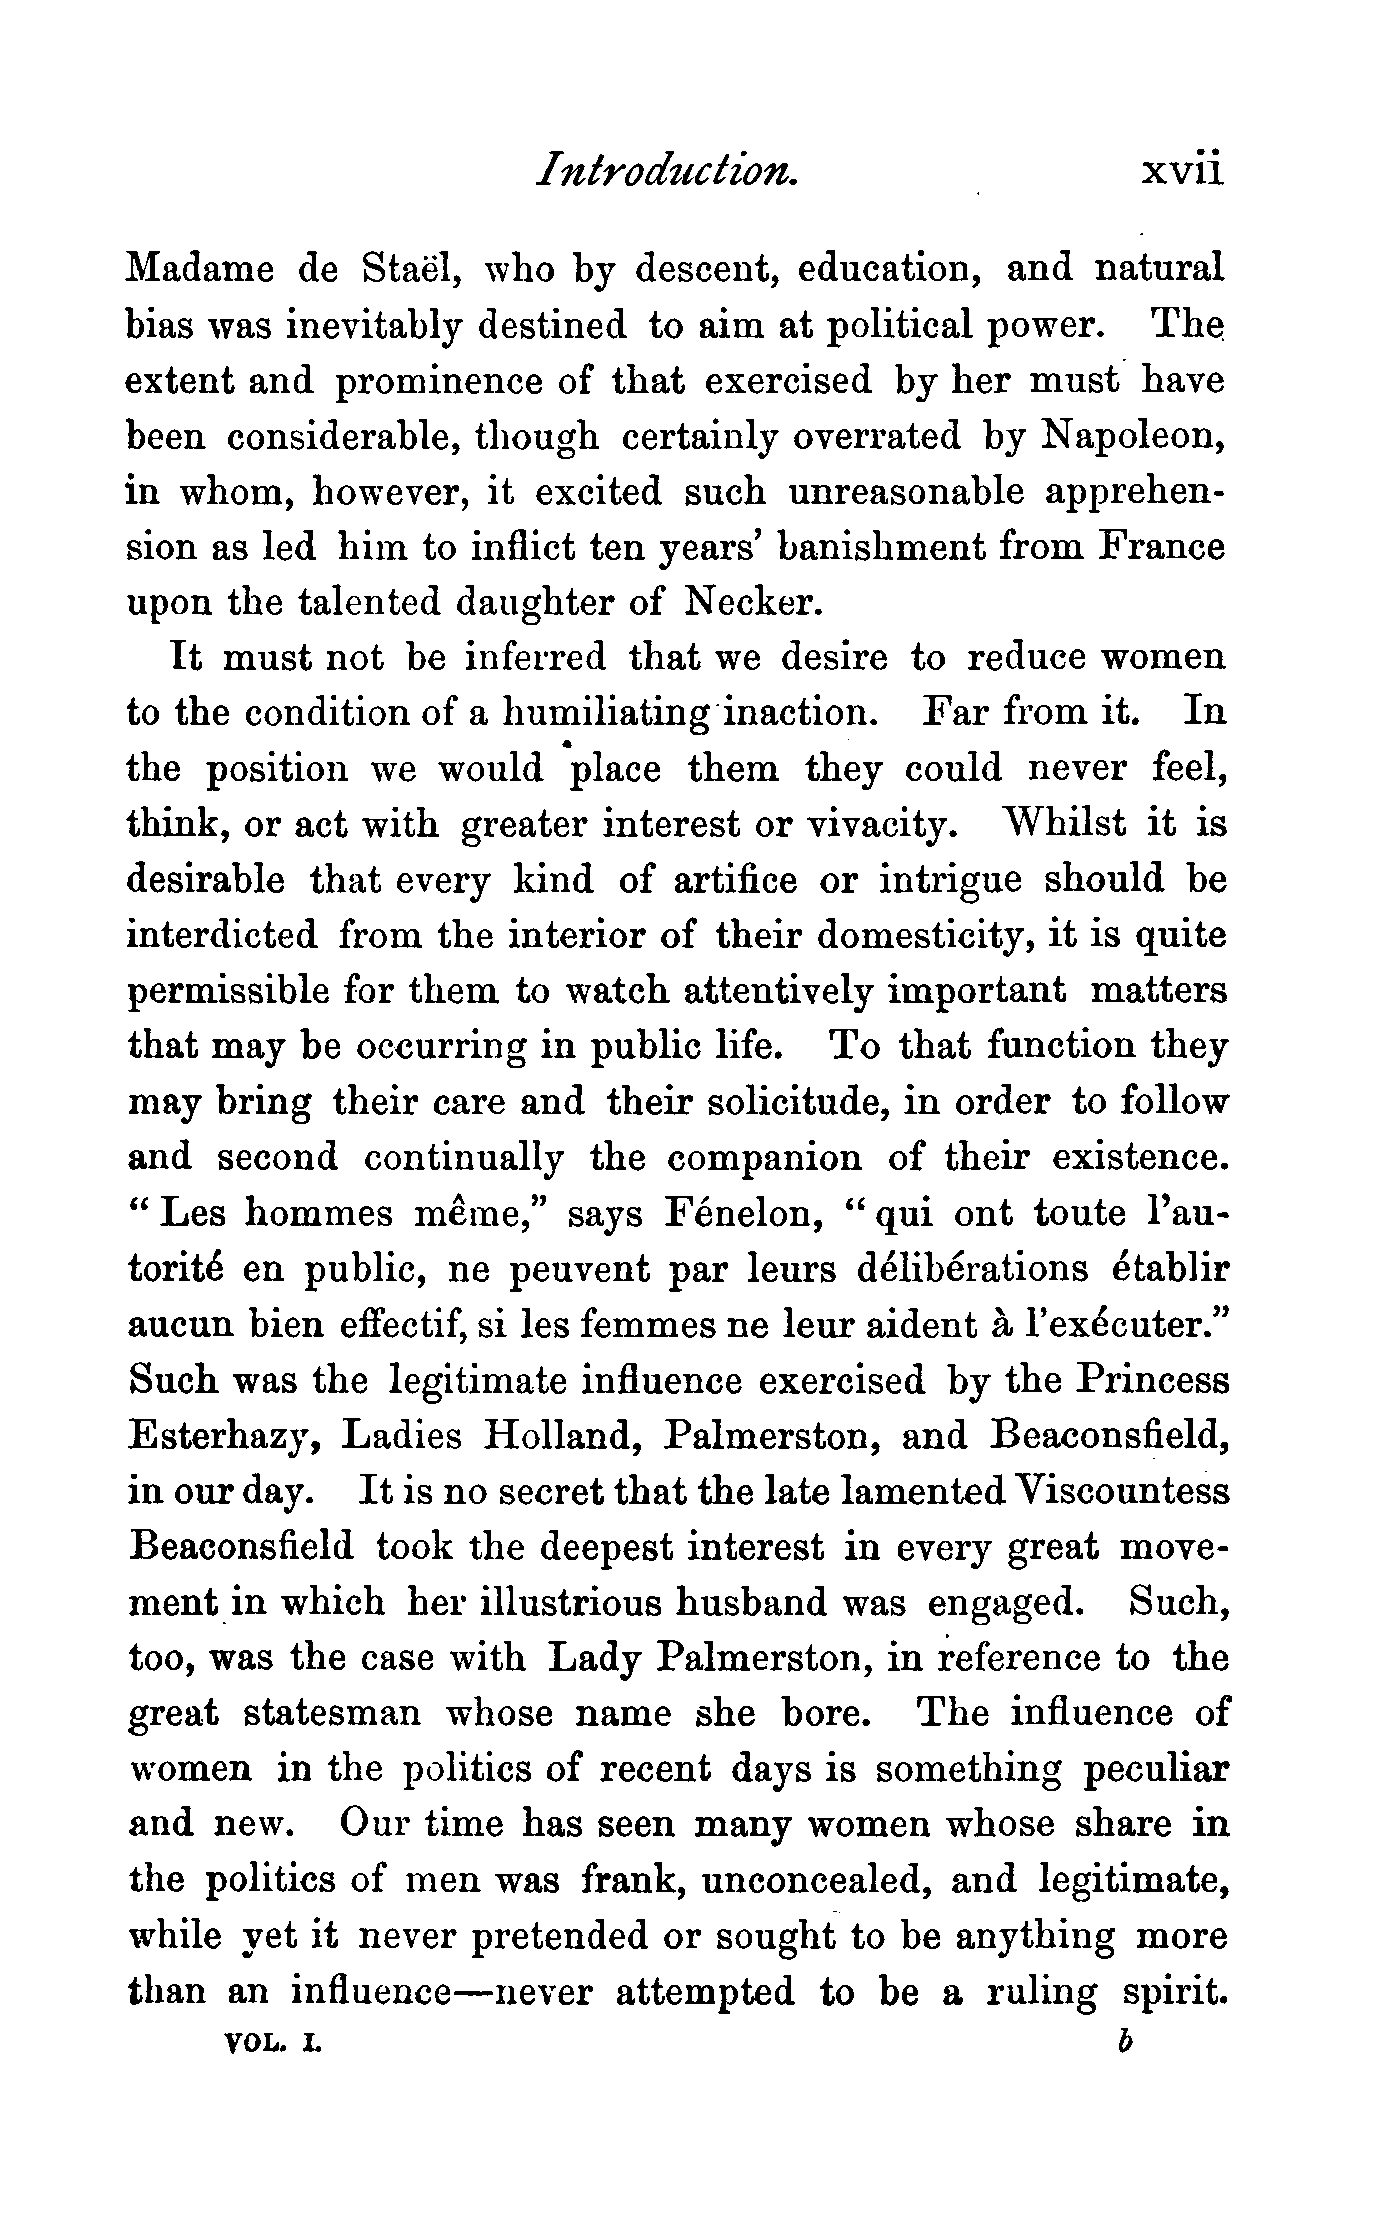 Introduction. xvii
Madame de Staël, who by descent, education, and natural
bias was inevitably destined to aim at political power. The
extent and prominence of that exercised by her must have
been considerable, though certainly overrated by Napoleon,
in whom, however, it excited such unreasonable apprehen-
sion as led him to inflict ten years’ banishment from France
upon the talented daughter of Necker.
It must not be inferred that we desire to reduce women
to the condition of a humiliating inaction. Far from it. In
the position we would place them they could never feel,
think, or act with greater interest or vivacity. Whilst it is
desirable that every kind of artifice or intrigue should be
interdicted from the interior of their domesticity, it is quite
permissible for them to watch attentively important matters
that may be occurring in public life. To that function they
may bring their care and their solicitude, in order to follow
and second continually the companion of their existence.
“ Les hommes même,” says Fénelon, “ qui ont toute l’au-
torité en public, ne peuvent par leurs délibérations établir
aucun bien effectif, si les femmes ne leur aident à l’exécuter.”
Such was the legitimate influence exercised by the Princess
Esterhazy, Ladies Holland, Palmerston, and Beaconsfield,
in our day. It is no secret that the late lamented Viscountess
Beaconsfield took the deepest interest in every great move-
ment in which her illustrious husband was engaged. Such,
too, was the case with Lady Palmerston, in reference to the
great statesman whose name she bore. The influence of
women in the politics of recent days is something peculiar
and new. Our time has seen many women whose share in
the politics of men was frank, unconcealed, and legitimate,
while yet it never pretended or sought to be anything more
than an influence—never attempted to be a ruling spirit.
VOL. I. b